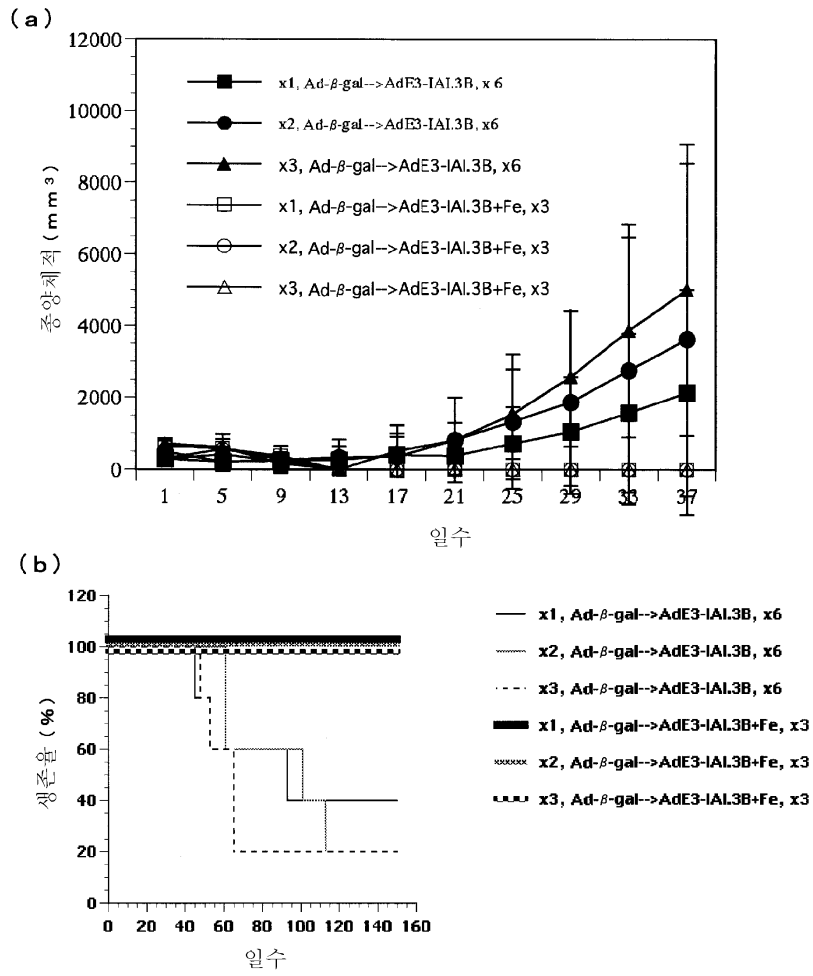 (a)
12000
10000
8000
6000
4000
2000
0
종양체적 (mm³)
x1, Ad-β-gal-->AdE3-IAI.3B, x6
x2, Ad-β-gal-->AdE3-IAI.3B, x6
x3, Ad-β-gal-->AdE3-IAI.3B, x6
x1, Ad-β-gal-->AdE3-IAI.3B+Fe, x3
x2, Ad-β-gal-->AdE3-IAI.3B+Fe, x3
x3, Ad-β-gal-->AdE3-IAI.3B+Fe, x3
1 5 9 13 17 21 25 29 33 37
일수
(b)
120
100
80
60
40
20
0
생존율 (%)
0 20 40 60 80 100 120 140 160
일수
x1, Ad-β-gal-->AdE3-IAI.3B, x6
x2, Ad-β-gal-->AdE3-IAI.3B, x6
x3, Ad-β-gal-->AdE3-IAI.3B, x6
x1, Ad-β-gal-->AdE3-IAI.3B+Fe, x3
x2, Ad-β-gal-->AdE3-IAI.3B+Fe, x3
x3, Ad-β-gal-->AdE3-IAI.3B+Fe, x3